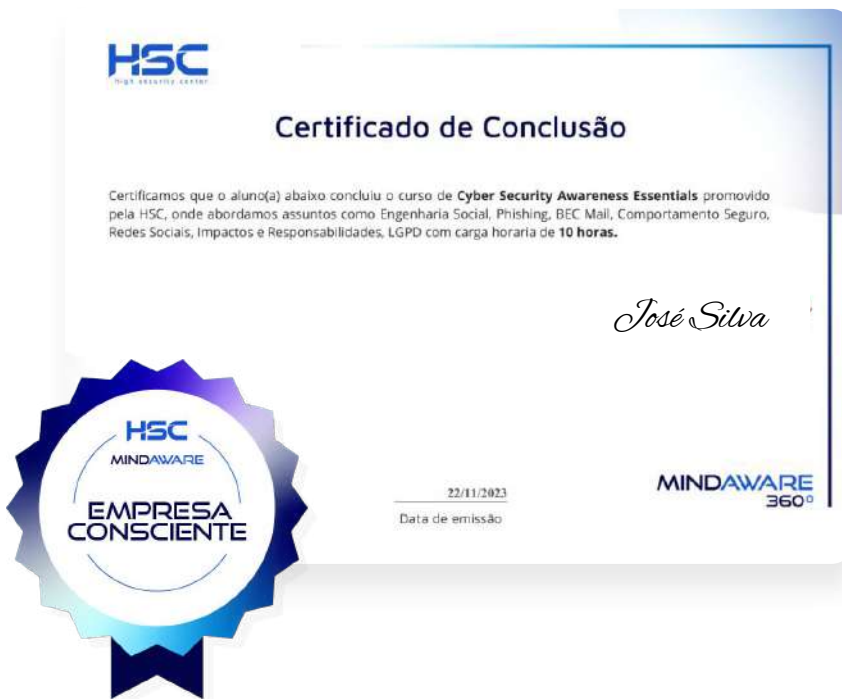 HSC
high security center
Certificado de Conclusão
Certificamos que o aluno(a) abaixo concluiu o curso de Cyber Security Awareness Essentials promovido
pela HSC, onde abordamos assuntos como Engenharia Social, Phishing, BEC Mail, Comportamento Seguro,
Redes Sociais, Impactos e Responsabilidades, LGPD com carga horaria de 10 horas.
José Silva
HSC
MINDAWARE
EMPRESA
CONSCIENTE
22/11/2023
Data de emissão
MINDAWARE
360°